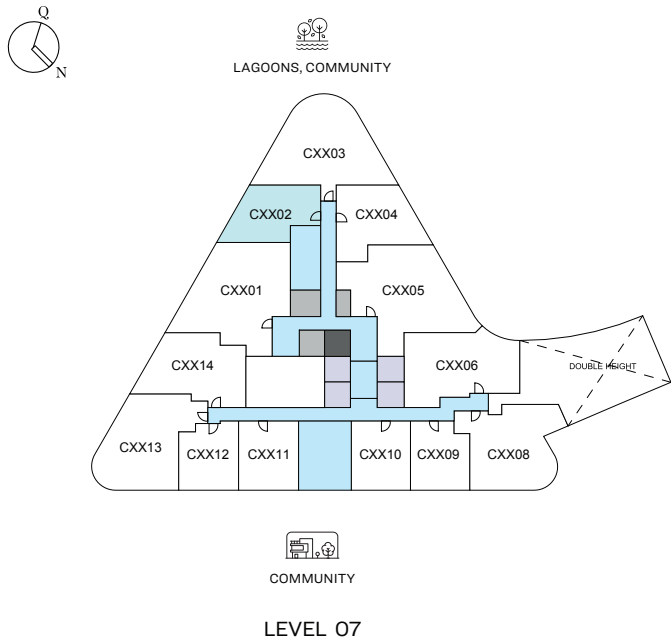 Q
N
LAGOONS, COMMUNITY
CXX03
CXX02
CXX04
CXX01
CXX05
CXX14
CXX06
DOUBLE HEIGHT
CXX13
CXX12
CXX11
CXX10
CXX09
CXX08
COMMUNITY
LEVEL 07